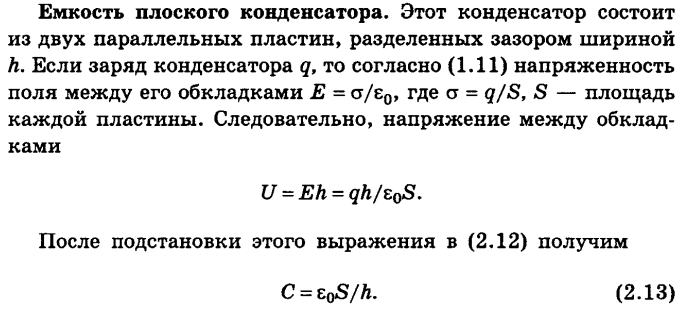 Емкость плоского конденсатора. Этот конденсатор состоит
из двух параллельных пластин, разделенных зазором шириной
h. Если заряд конденсатора q, то согласно (1.11) напряженность
поля между его обкладками E = σ/ε₀, где σ = q/S, S — площадь
каждой пластины. Следовательно, напряжение между обклад-
ками
U = Eh = qh/ε₀S.
После подстановки этого выражения в (2.12) получим
C = ε₀S/h. (2.13)